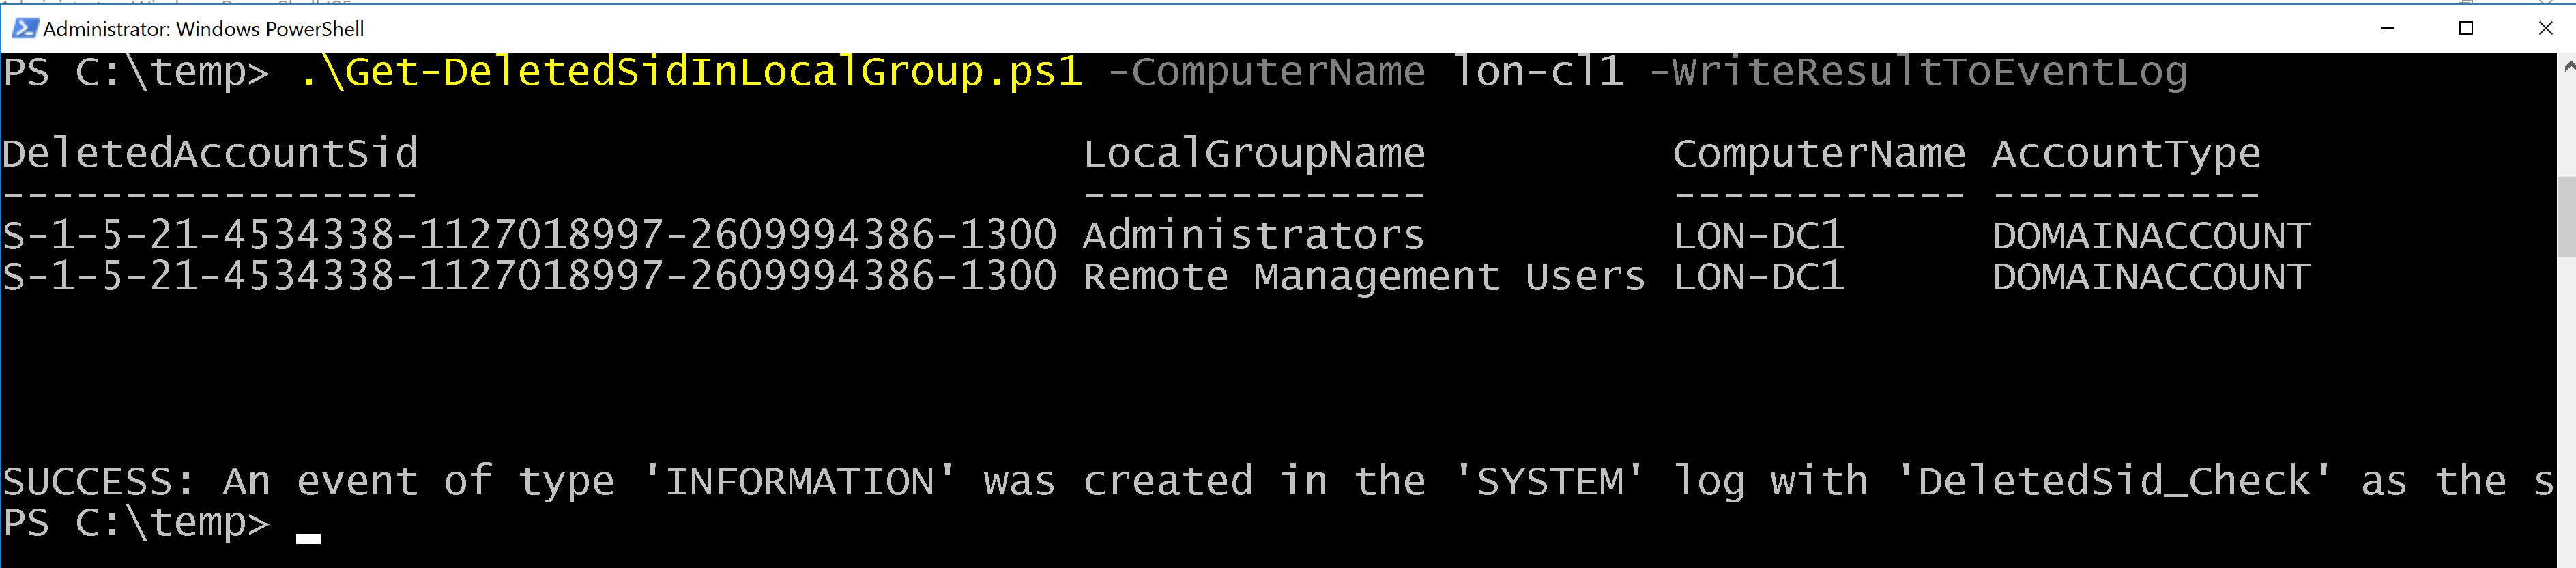 Administrator: Windows PowerShell
PS C:\temp> .\Get-DeletedSidInLocalGroup.ps1 -ComputerName lon-cl1 -WriteResultToEventLog
DeletedAccountSid LocalGroupName ComputerName AccountType
----------------- -------------- ------------ -----------
S-1-5-21-4534338-1127018997-2609994386-1300 Administrators LON-DC1 DOMAINACCOUNT
S-1-5-21-4534338-1127018997-2609994386-1300 Remote Management Users LON-DC1 DOMAINACCOUNT
SUCCESS: An event of type 'INFORMATION' was created in the 'SYSTEM' log with 'DeletedSid_Check' as the s
PS C:\temp>